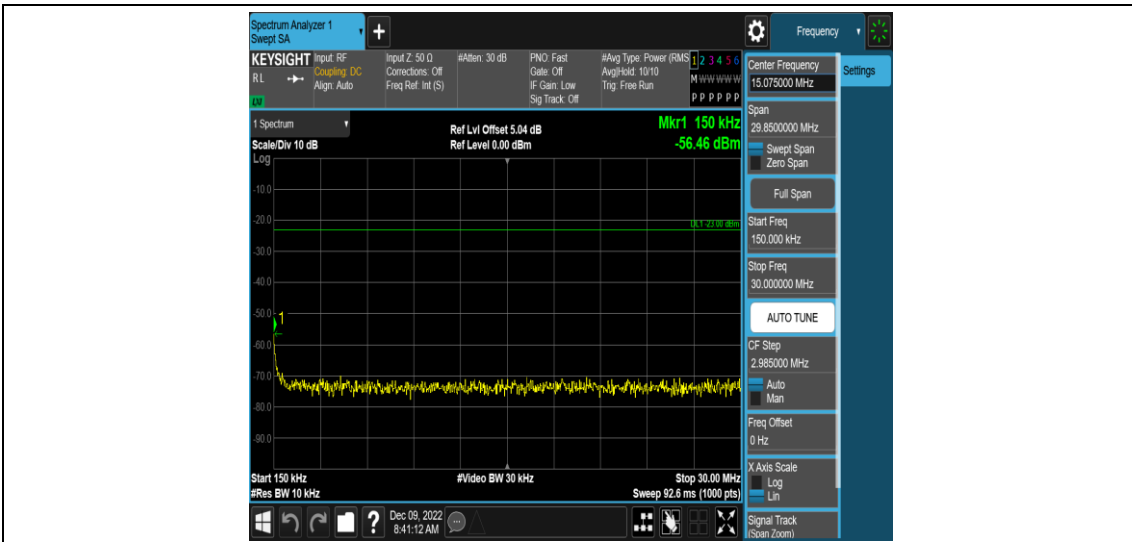 Spectrum Analyzer 1
Swept SA
+
Frequency
KEYSIGHT
RL
LXI
Input: RF
Coupling: DC
Align: Auto
Input Z: 50 Ω
Corrections: Off
Freq Ref: Int (S)
#Atten: 30 dB
PNO: Fast
Gate: Off
IF Gain: Low
Sig Track: Off
#Avg Type: Power (RMS
Avg|Hold: 10/10
Trig: Free Run
1 2 3 4 5 6
M W W W W W
P P P P P P
1 Spectrum
Scale/Div 10 dB
Ref Lvl Offset 5.04 dB
Ref Level 0.00 dBm
Mkr1 150 kHz
-56.46 dBm
Log
-10.0
-20.0
DL1 -23.00 dBm
-30.0
-40.0
-50.0
1
-60.0
-70.0
-80.0
-90.0
Start 150 kHz
#Video BW 30 kHz
Stop 30.00 MHz
#Res BW 10 kHz
Sweep 92.6 ms (1000 pts)
?
Dec 09, 2022
8:41:12 AM
Center Frequency
15.075000 MHz
Settings
Span
29.8500000 MHz
Swept Span
Zero Span
Full Span
Start Freq
150.000 kHz
Stop Freq
30.000000 MHz
AUTO TUNE
CF Step
2.985000 MHz
Auto
Man
Freq Offset
0 Hz
X Axis Scale
Log
Lin
Signal Track
(Span Zoom)